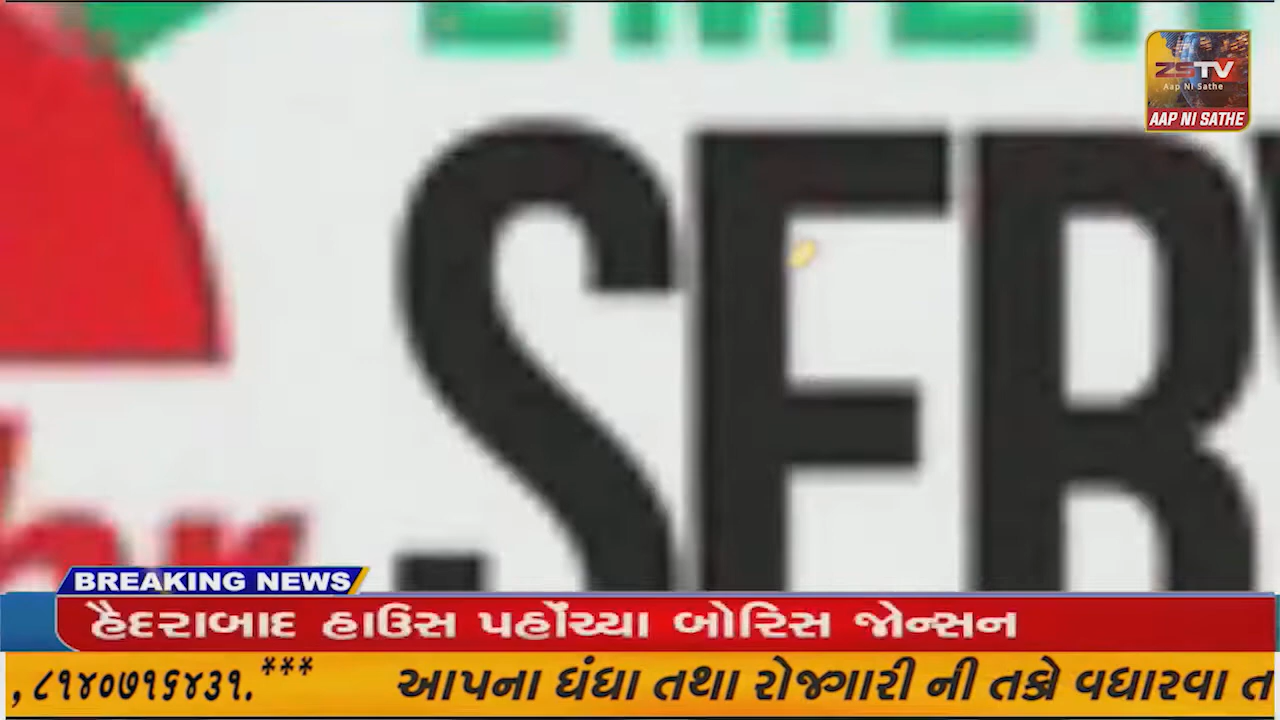 ZSTV
Aap Ni Sathe
AAP NI SATHE
SER
BREAKING NEWS
હૈદરાબાદ હાઉસ પહોંચ્યા બોરિસ જોન્સન
, ૮૧૪૦૭૧૬૪૩૧.*** આપના ધંધા તથા રોજગારી ની તકો વધારવા ત